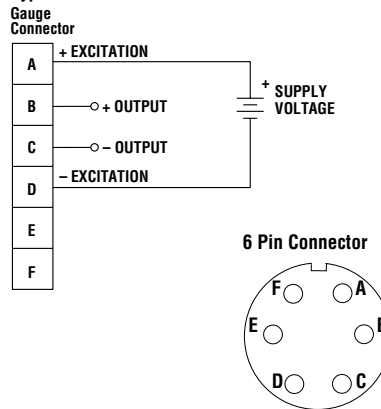 Gauge
Connector
A
+ EXCITATION
B
+ OUTPUT
+ SUPPLY
VOLTAGE
C
– OUTPUT
D
– EXCITATION
E
F
6 Pin Connector
F A
E
D C